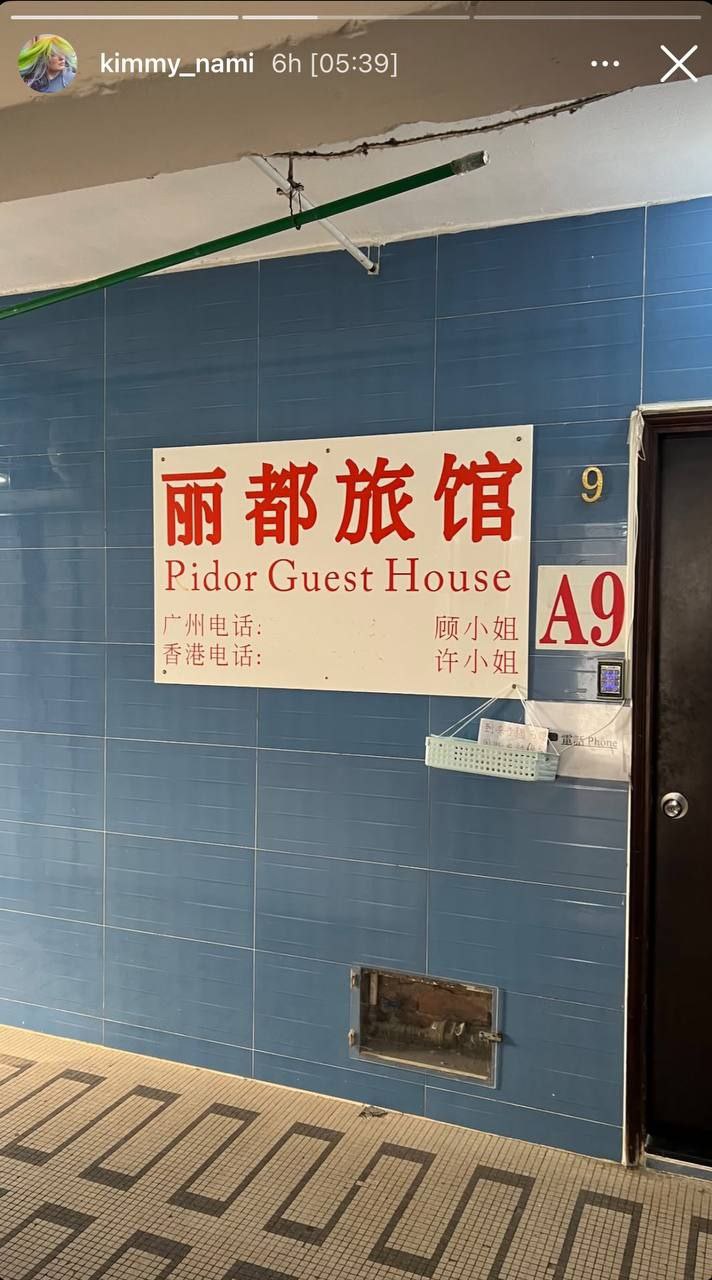 kimmy_nami 6h [05:39]
丽都旅馆
Ridor Guest House
广州电话: 顾小姐
香港电话: 许小姐
9
A9
電話 Phone